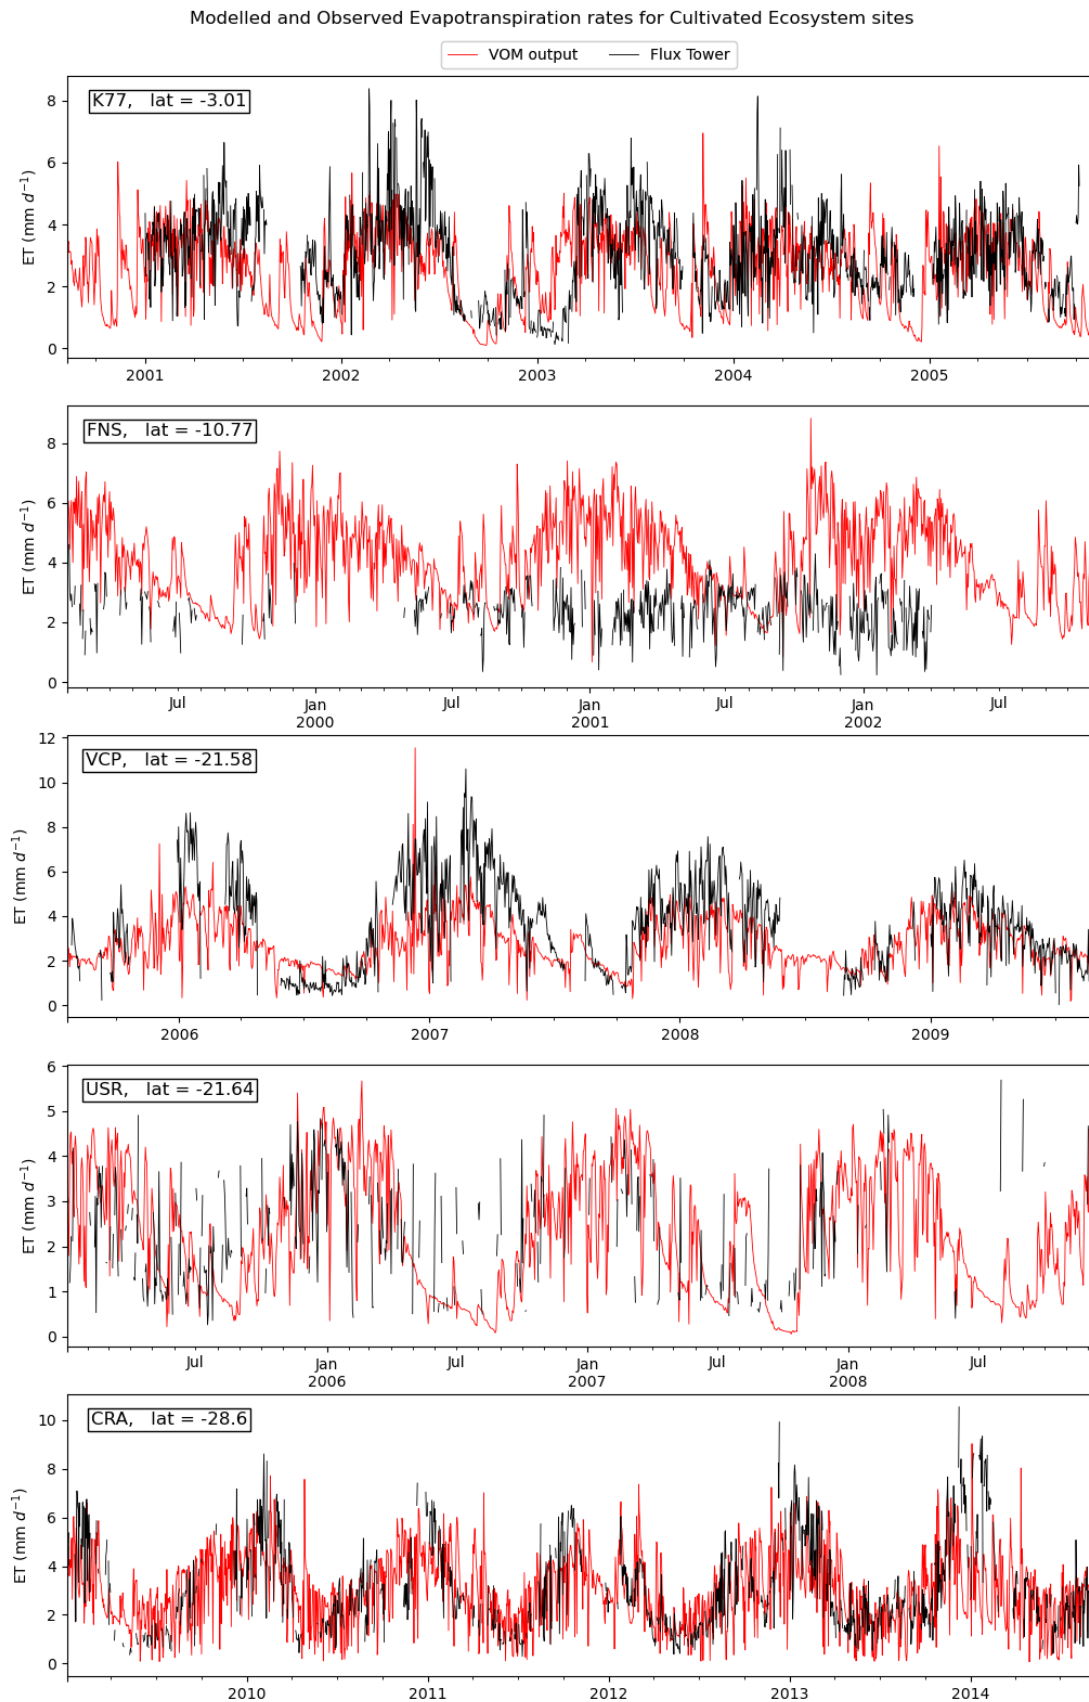 Modelled and Observed Evapotranspiration rates for Cultivated Ecosystem sites
VOM output Flux Tower
K77, lat = -3.01
ET (mm d⁻¹)
8
6
4
2
0
2001 2002 2003 2004 2005
FNS, lat = -10.77
ET (mm d⁻¹)
8
6
4
2
0
Jul Jan Jul Jan Jul Jan Jul
2000 2001 2002
VCP, lat = -21.58
ET (mm d⁻¹)
12
10
8
6
4
2
0
2006 2007 2008 2009
USR, lat = -21.64
ET (mm d⁻¹)
6
5
4
3
2
1
0
Jul Jan Jul Jan Jul Jan Jul
2006 2007 2008
CRA, lat = -28.6
ET (mm d⁻¹)
10
8
6
4
2
0
2010 2011 2012 2013 2014